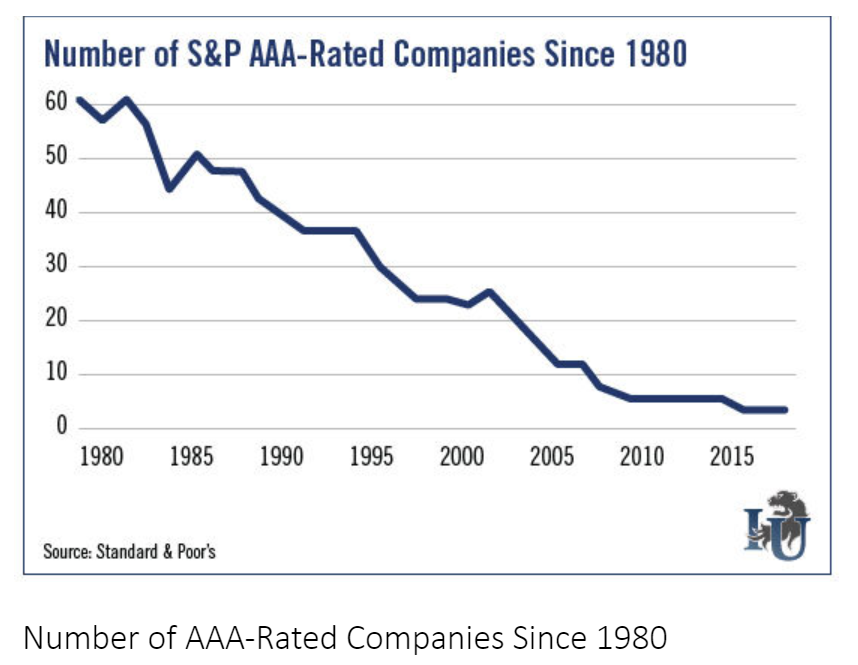 Number of S&P AAA-Rated Companies Since 1980
60
50
40
30
20
10
0
1980 1985 1990 1995 2000 2005 2010 2015
IU
Source: Standard & Poor's
Number of AAA-Rated Companies Since 1980